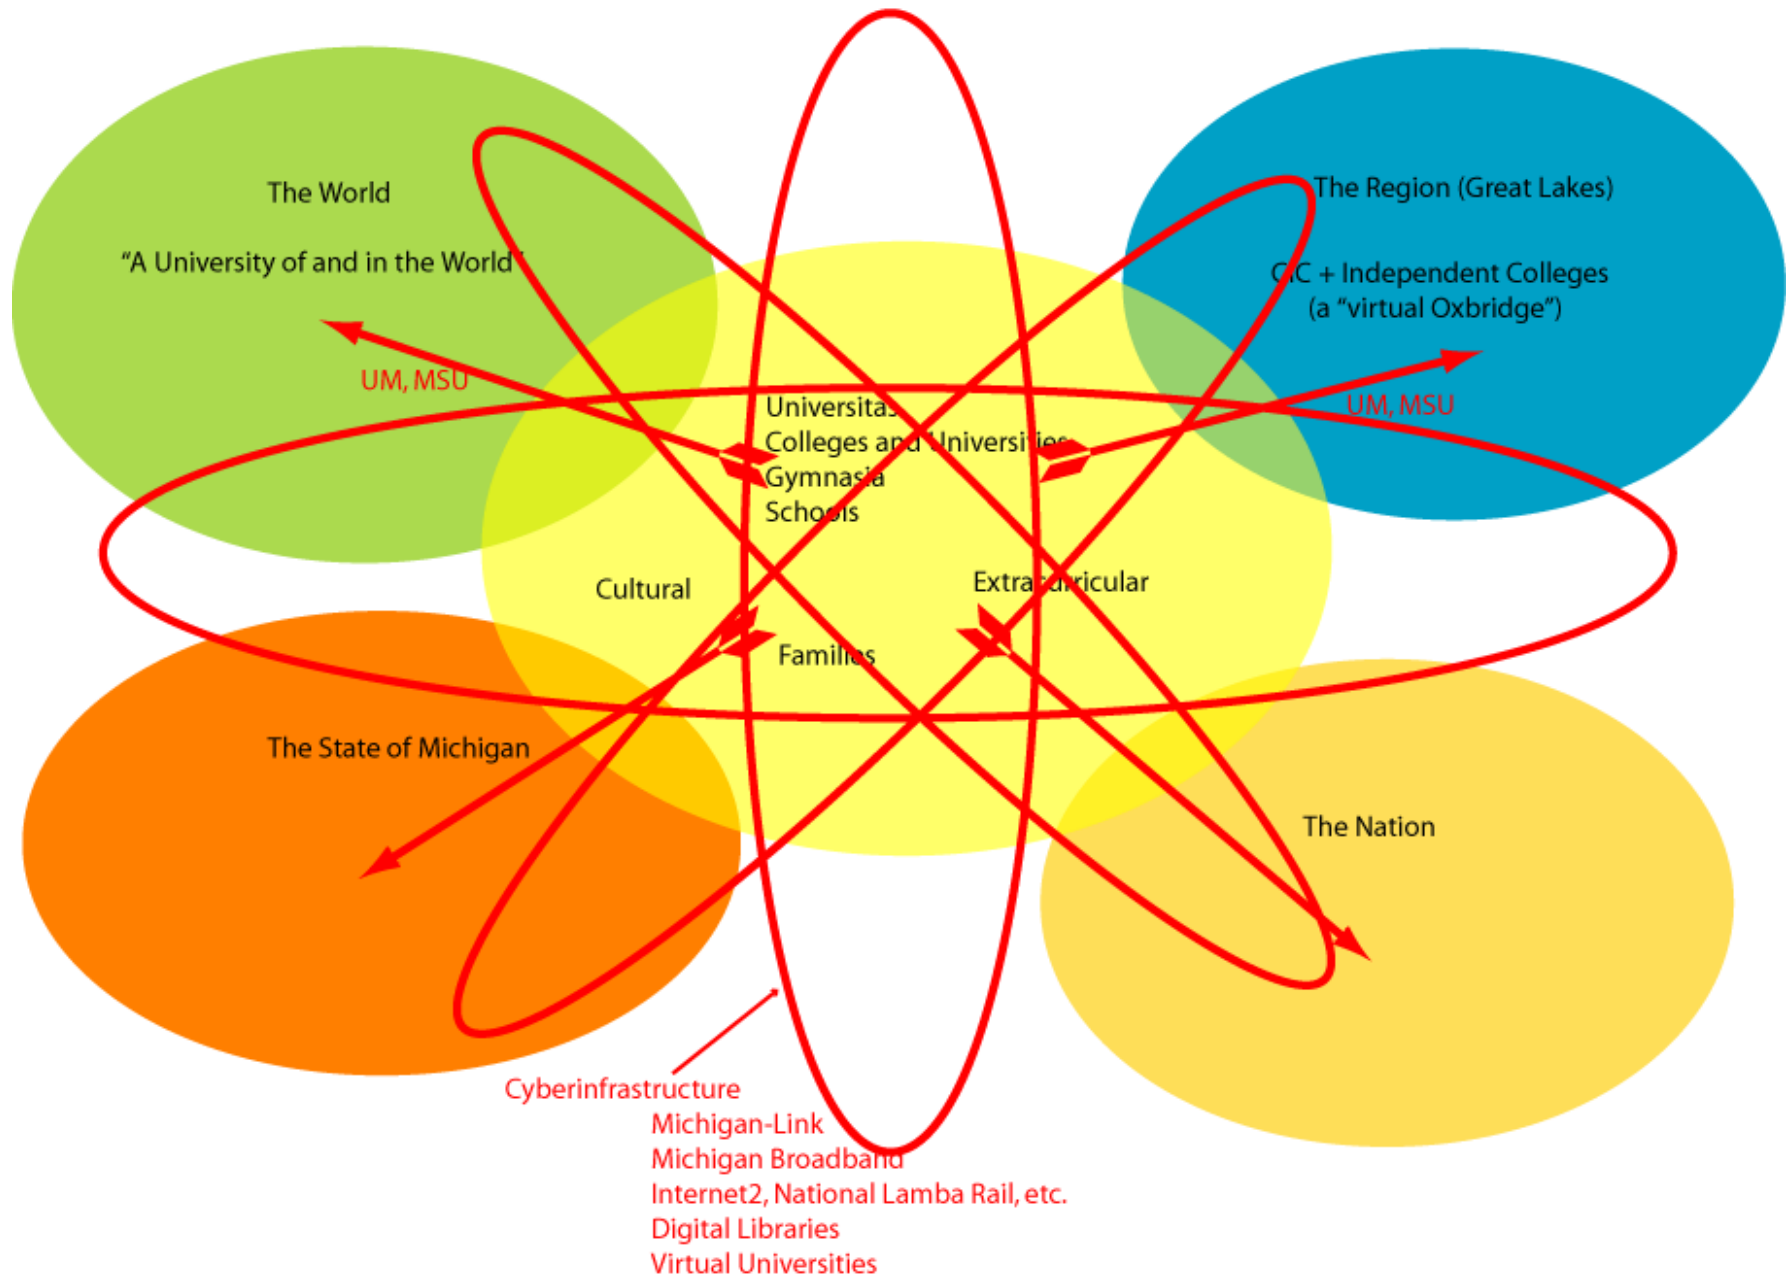 The World
“A University of and in the World”
UM, MSU
The Region (Great Lakes)
CIC + Independent Colleges
(a “virtual Oxbridge”)
UM, MSU
Universitas
Colleges and Universities
Gymnasia
Schools
Cultural
Extracurricular
Families
The State of Michigan
The Nation
Cyberinfrastructure
Michigan-Link
Michigan Broadband
Internet2, National Lamba Rail, etc.
Digital Libraries
Virtual Universities